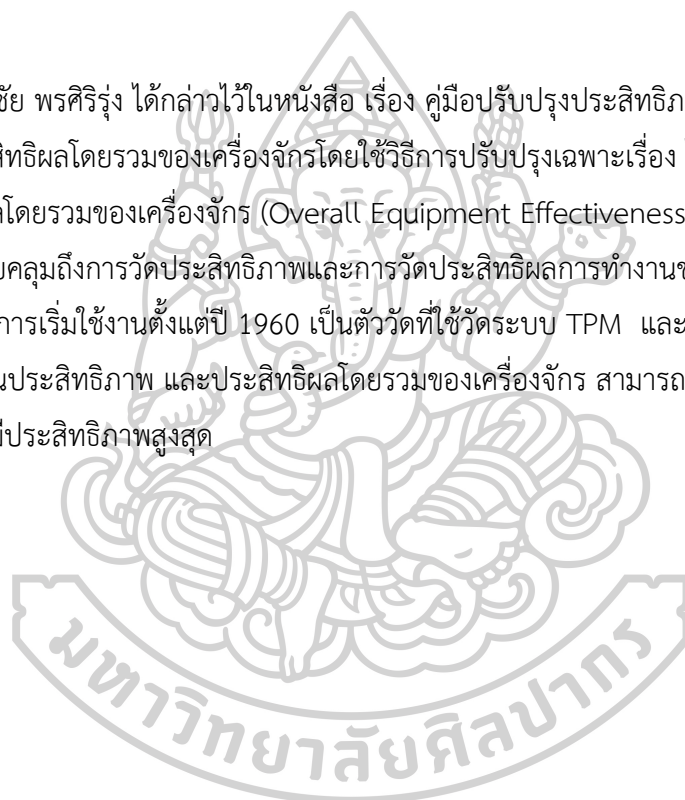 ชัย พรศิริรุ่ง ได้กล่าวไว้ในหนังสือ เรื่อง คู่มือปรับปรุงประสิทธิภ
สิทธิผลโดยรวมของเครื่องจักรโดยใช้วิธีการปรับปรุงเฉพาะเรื่อง
ลโดยรวมของเครื่องจักร (Overall Equipment Effectiveness
บคลุมถึงการวัดประสิทธิภาพและการวัดประสิทธิผลการทำงานข
การเริ่มใช้งานตั้งแต่ปี 1960 เป็นตัววัดที่ใช้วัดระบบ TPM และ
นประสิทธิภาพ และประสิทธิผลโดยรวมของเครื่องจักร สามารถ
มีประสิทธิภาพสูงสุด
มหาวิทยาลัยศิลปากร